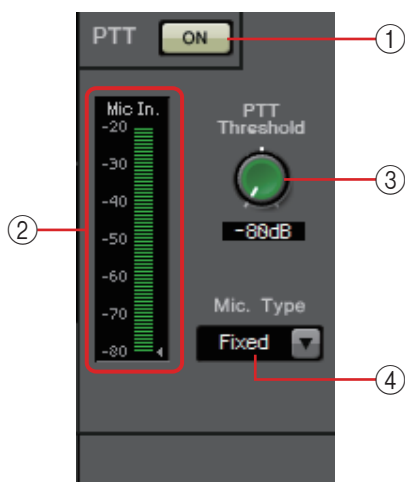 PTT ON
①
Mic In.
-20
-30
-40
-50
-60
-70
-80
②
PTT
Threshold
③
-80dB
Mic. Type
Fixed
④